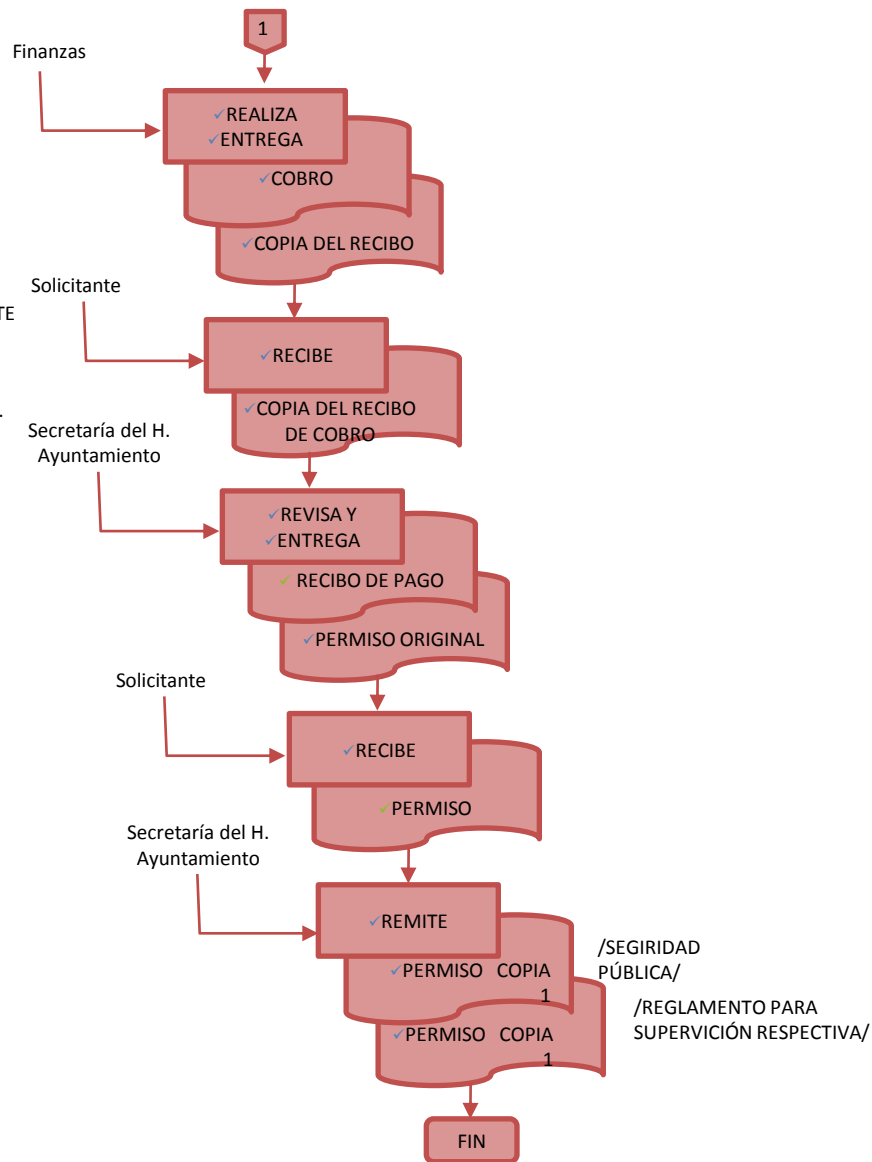 1
Finanzas
✓REALIZA
✓ENTREGA
✓COBRO
✓COPIA DEL RECIBO
Solicitante
TE
✓RECIBE
✓COPIA DEL RECIBO
DE COBRO
.
Secretaría del H.
Ayuntamiento
✓REVISA Y
✓ENTREGA
✓ RECIBO DE PAGO
✓PERMISO ORIGINAL
Solicitante
✓RECIBE
✓PERMISO
Secretaría del H.
Ayuntamiento
✓REMITE
✓PERMISO COPIA
1
/SEGIRIDAD
PÚBLICA/
✓PERMISO COPIA
1
/REGLAMENTO PARA
SUPERVICIÓN RESPECTIVA/
FIN